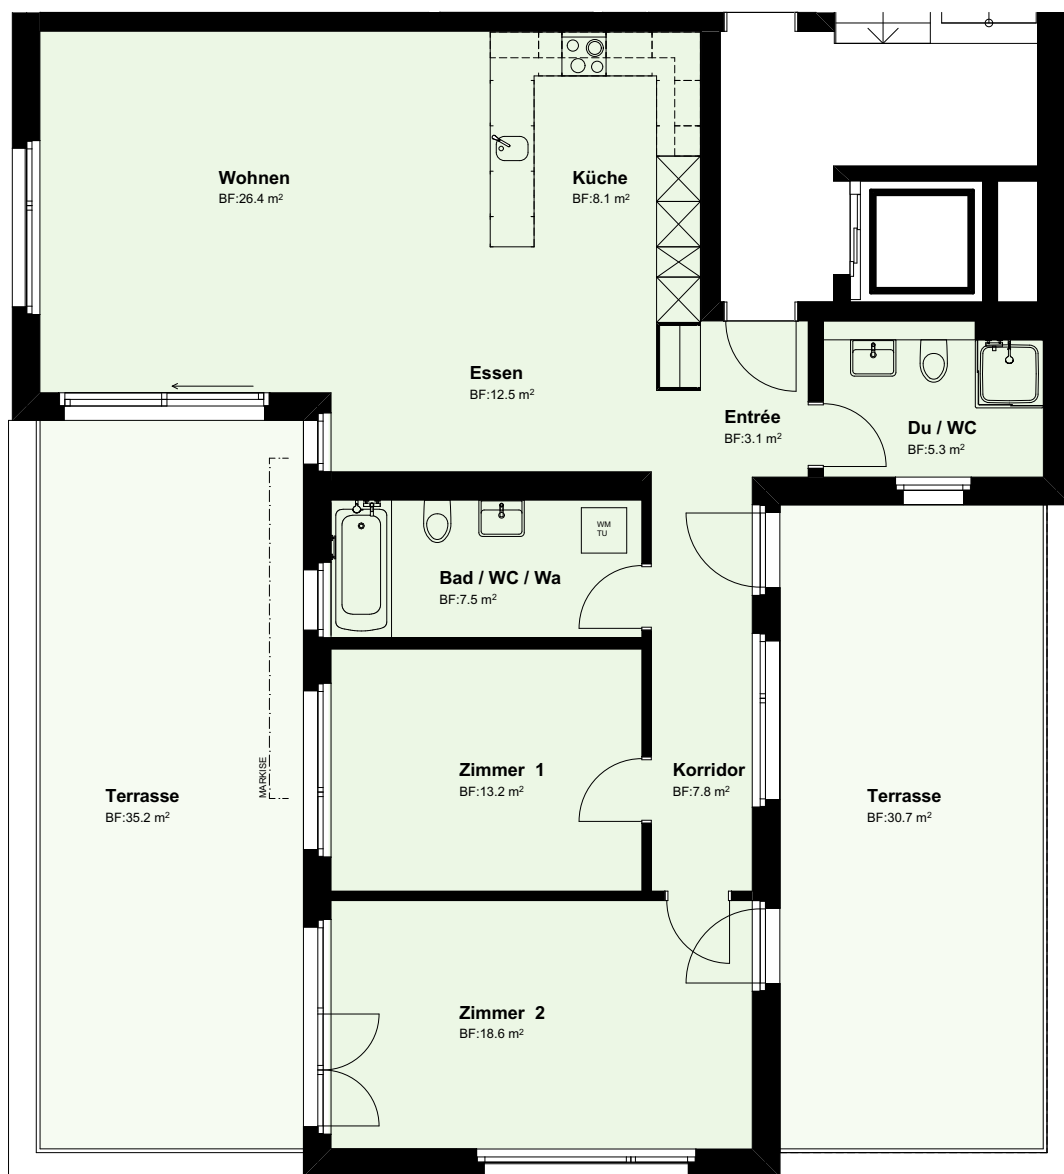 Wohnen
BF:26.4 m²
Küche
BF:8.1 m²
Essen
BF:12.5 m²
Entrée
BF:3.1 m²
Du / WC
BF:5.3 m²
WM
TU
Bad / WC / Wa
BF:7.5 m²
MARKISE
Zimmer 1
BF:13.2 m²
Korridor
BF:7.8 m²
Terrasse
BF:35.2 m²
Terrasse
BF:30.7 m²
Zimmer 2
BF:18.6 m²